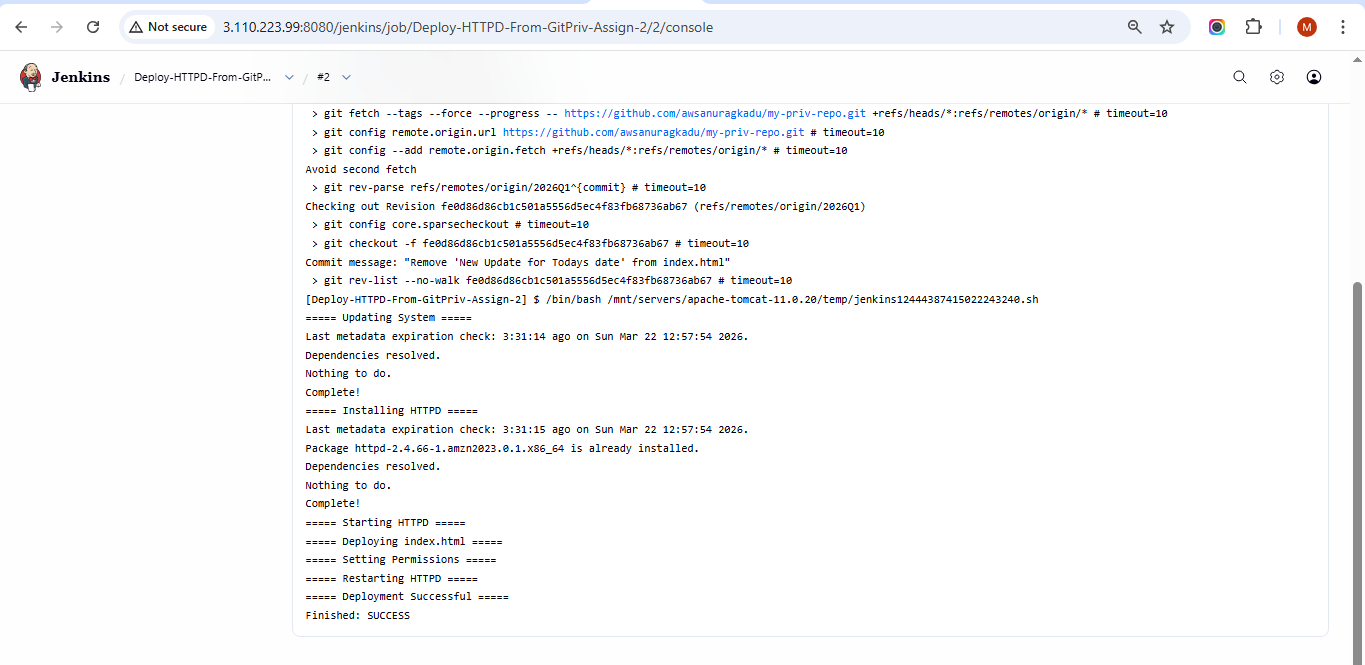 Not secure 3.110.223.99:8080/jenkins/job/Deploy-HTTPD-From-GitPriv-Assign-2/2/console M
Jenkins / Deploy-HTTPD-From-GitP... / #2
> git fetch --tags --force --progress -- https://github.com/awsanuragkadu/my-priv-repo.git +refs/heads/*:refs/remotes/origin/* # timeout=10
> git config remote.origin.url https://github.com/awsanuragkadu/my-priv-repo.git # timeout=10
> git config --add remote.origin.fetch +refs/heads/*:refs/remotes/origin/* # timeout=10
Avoid second fetch
> git rev-parse refs/remotes/origin/2026Q1^{commit} # timeout=10
Checking out Revision fe0d86d86cb1c501a5556d5ec4f83fb68736ab67 (refs/remotes/origin/2026Q1)
> git config core.sparsecheckout # timeout=10
> git checkout -f fe0d86d86cb1c501a5556d5ec4f83fb68736ab67 # timeout=10
Commit message: "Remove 'New Update for Todays date' from index.html"
> git rev-list --no-walk fe0d86d86cb1c501a5556d5ec4f83fb68736ab67 # timeout=10
[Deploy-HTTPD-From-GitPriv-Assign-2] $ /bin/bash /mnt/servers/apache-tomcat-11.0.20/temp/jenkins12444387415022243240.sh
===== Updating System =====
Last metadata expiration check: 3:31:14 ago on Sun Mar 22 12:57:54 2026.
Dependencies resolved.
Nothing to do.
Complete!
===== Installing HTTPD =====
Last metadata expiration check: 3:31:15 ago on Sun Mar 22 12:57:54 2026.
Package httpd-2.4.66-1.amzn2023.0.1.x86_64 is already installed.
Dependencies resolved.
Nothing to do.
Complete!
===== Starting HTTPD =====
===== Deploying index.html =====
===== Setting Permissions =====
===== Restarting HTTPD =====
===== Deployment Successful =====
Finished: SUCCESS